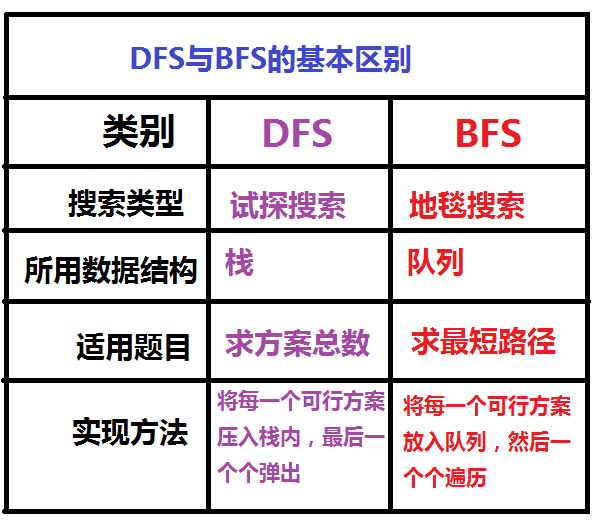 DFS与BFS的基本区别
类别 DFS BFS
搜索类型 试探搜索 地毯搜索
所用数据结构 栈 队列
适用题目 求方案总数 求最短路径
实现方法
将每一个可行方案
压入栈内，最后一
个个弹出
将每一个可行方案
放入队列，然后一
个个遍历